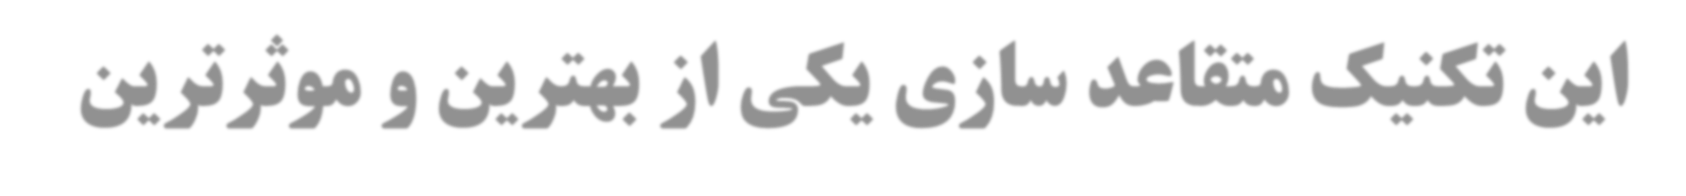 این تکنیک متقاعد سازی یکی از بهترین و موثرترین